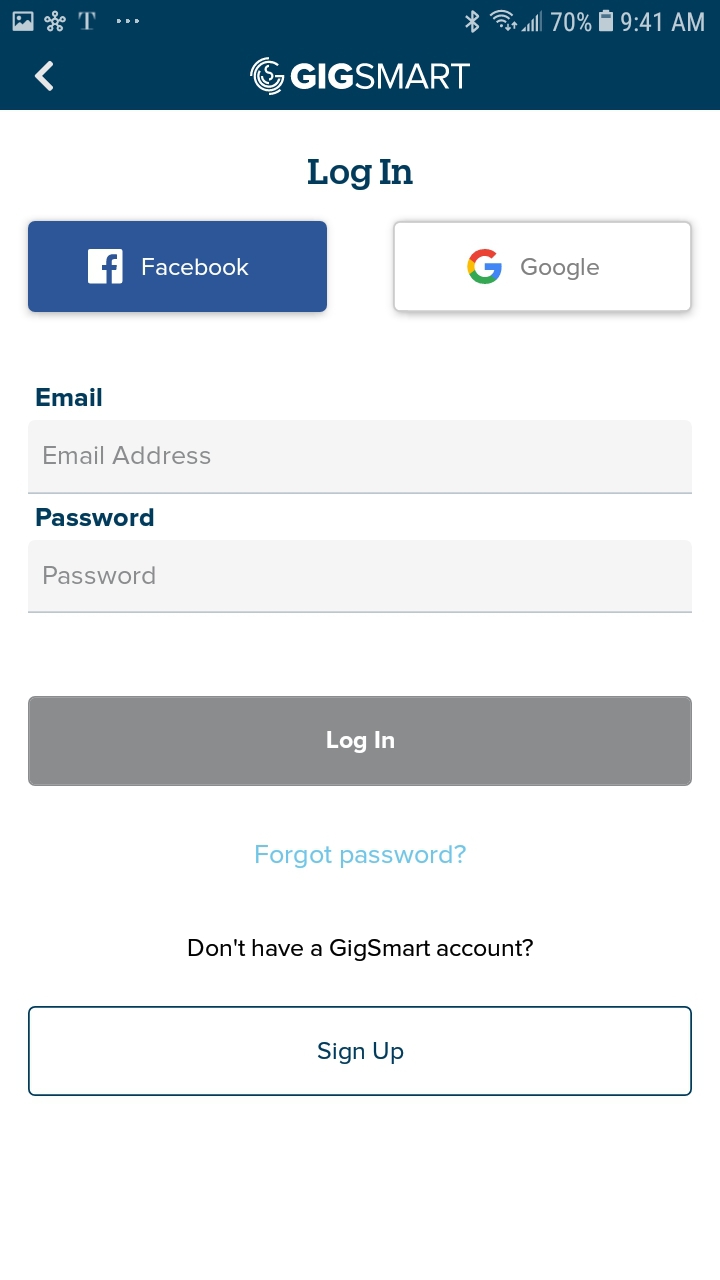 T 70% 9:41 AM
GIGSMART
Log In
Facebook Google
Email
Email Address
Password
Password
Log In
Forgot password?
Don't have a GigSmart account?
Sign Up